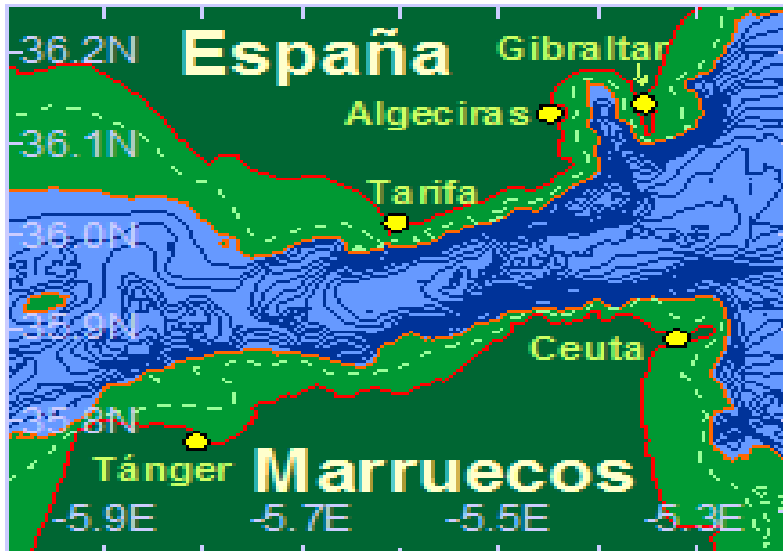 36.2N
España
Gibraltar
Algeciras
36.1N
Tarifa
36.0N
35.9N
Ceuta
35.8N
Tánger
Marruecos
-5.9E
-5.7E
-5.5E
-5.3E